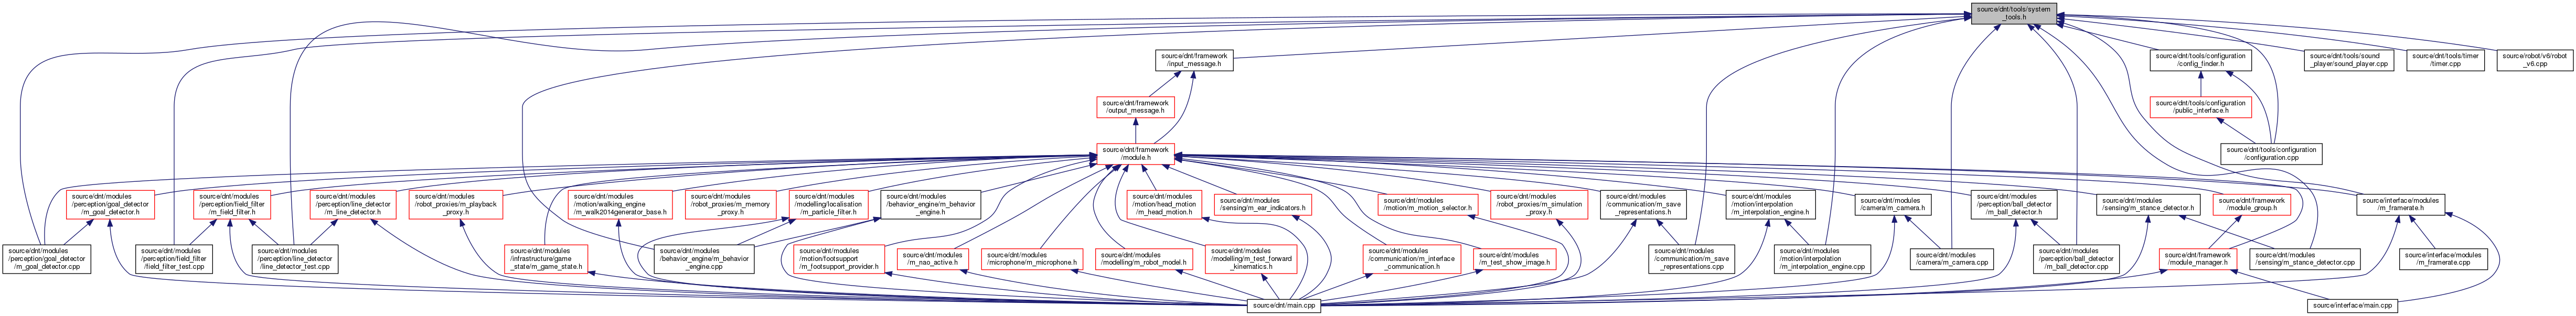 source/dnt/tools/system
_tools.h
source/dnt/framework
/input_message.h
source/dnt/tools/configuration
/config_finder.h
source/dnt/tools/sound
_player/sound_player.cpp
source/dnt/tools/timer
/timer.cpp
source/robot/v6/robot
_v6.cpp
source/dnt/framework
/output_message.h
source/dnt/tools/configuration
/public_interface.h
source/dnt/framework
/module.h
source/dnt/tools/configuration
/configuration.cpp
source/dnt/modules
/perception/goal_detector
/m_goal_detector.h
source/dnt/modules
/perception/field_filter
/m_field_filter.h
source/dnt/modules
/perception/line_detector
/m_line_detector.h
source/dnt/modules
/robot_proxies/m_playback
_proxy.h
source/dnt/modules
/motion/walking_engine
/m_walk2014generator_base.h
source/dnt/modules
/robot_proxies/m_memory
_proxy.h
source/dnt/modules
/modelling/localisation
/m_particle_filter.h
source/dnt/modules
/behavior_engine/m_behavior
_engine.h
source/dnt/modules
/motion/head_motion
/m_head_motion.h
source/dnt/modules
/sensing/m_ear_indicators.h
source/dnt/modules
/motion/m_motion_selector.h
source/dnt/modules
/robot_proxies/m_simulation
_proxy.h
source/dnt/modules
/communication/m_save
_representations.h
source/dnt/modules
/motion/interpolation
/m_interpolation_engine.h
source/dnt/modules
/camera/m_camera.h
source/dnt/modules
/perception/ball_detector
/m_ball_detector.h
source/dnt/modules
/sensing/m_stance_detector.h
source/dnt/framework
/module_group.h
source/interface/modules
/m_framerate.h
source/dnt/modules
/perception/goal_detector
/m_goal_detector.cpp
source/dnt/modules
/perception/field_filter
/field_filter_test.cpp
source/dnt/modules
/perception/line_detector
/line_detector_test.cpp
source/dnt/modules
/infrastructure/game
_state/m_game_state.h
source/dnt/modules
/behavior_engine/m_behavior
_engine.cpp
source/dnt/modules
/motion/footsupport
/m_footsupport_provider.h
source/dnt/modules
/m_nao_active.h
source/dnt/modules
/microphone/m_microphone.h
source/dnt/modules
/modelling/m_robot_model.h
source/dnt/modules
/modelling/m_test_forward
_kinematics.h
source/dnt/modules
/communication/m_interface
_communication.h
source/dnt/modules
/m_test_show_image.h
source/dnt/modules
/communication/m_save
_representations.cpp
source/dnt/modules
/motion/interpolation
/m_interpolation_engine.cpp
source/dnt/modules
/camera/m_camera.cpp
source/dnt/modules
/perception/ball_detector
/m_ball_detector.cpp
source/dnt/framework
/module_manager.h
source/dnt/modules
/sensing/m_stance_detector.cpp
source/interface/modules
/m_framerate.cpp
source/dnt/main.cpp
source/interface/main.cpp